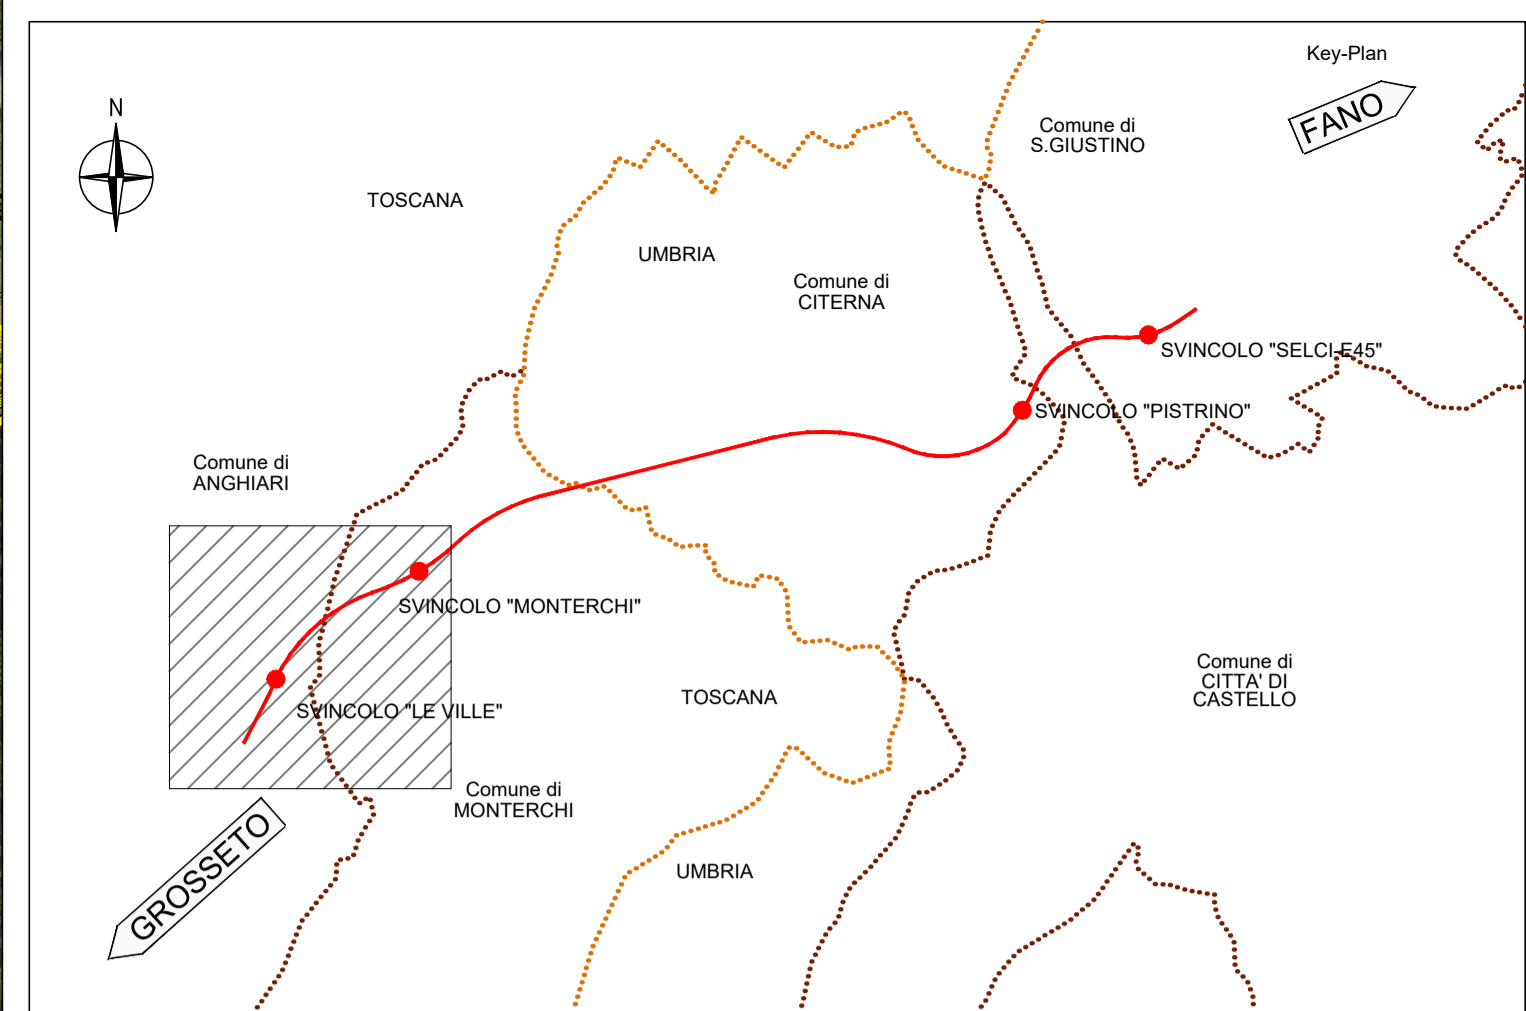 Key-Plan
FANO
N
Comune di
S.GIUSTINO
TOSCANA
UMBRIA
Comune di
CITERNA
SVINCOLO "SELCI-E45"
SVINCOLO "PISTRINO"
Comune di
ANGHIARI
SVINCOLO "MONTERCHI"
Comune di
CITTA' DI
CASTELLO
TOSCANA
SVINCOLO "LE VILLE"
Comune di
MONTERCHI
GROSSETO
UMBRIA